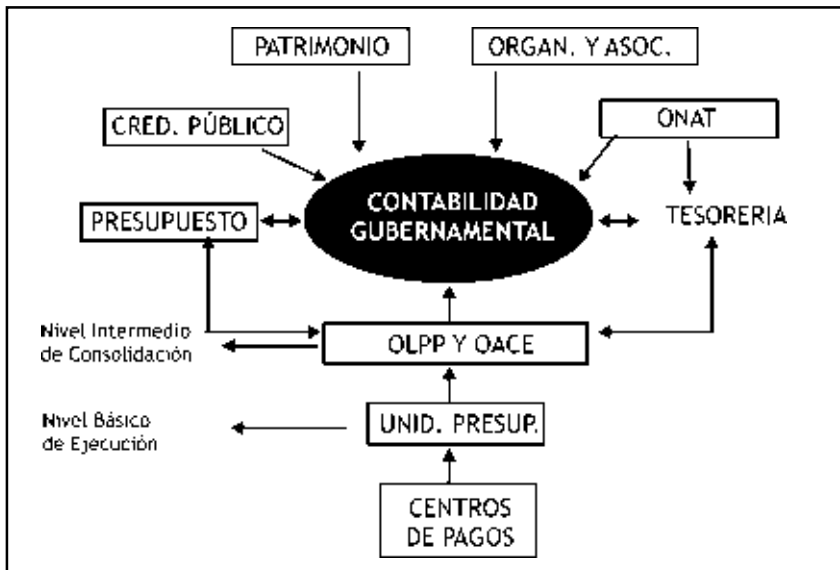 PATRIMONIO
ORGAN. Y ASOC.
CRED. PÚBLICO
ONAT
CONTABILIDAD
GUBERNAMENTAL
PRESUPUESTO
TESORERIA
Nivel Intermedio
de Consolidación
OLPP Y OACE
Nivel Básico
de Ejecución
UNID. PRESUP.
CENTROS
DE PAGOS